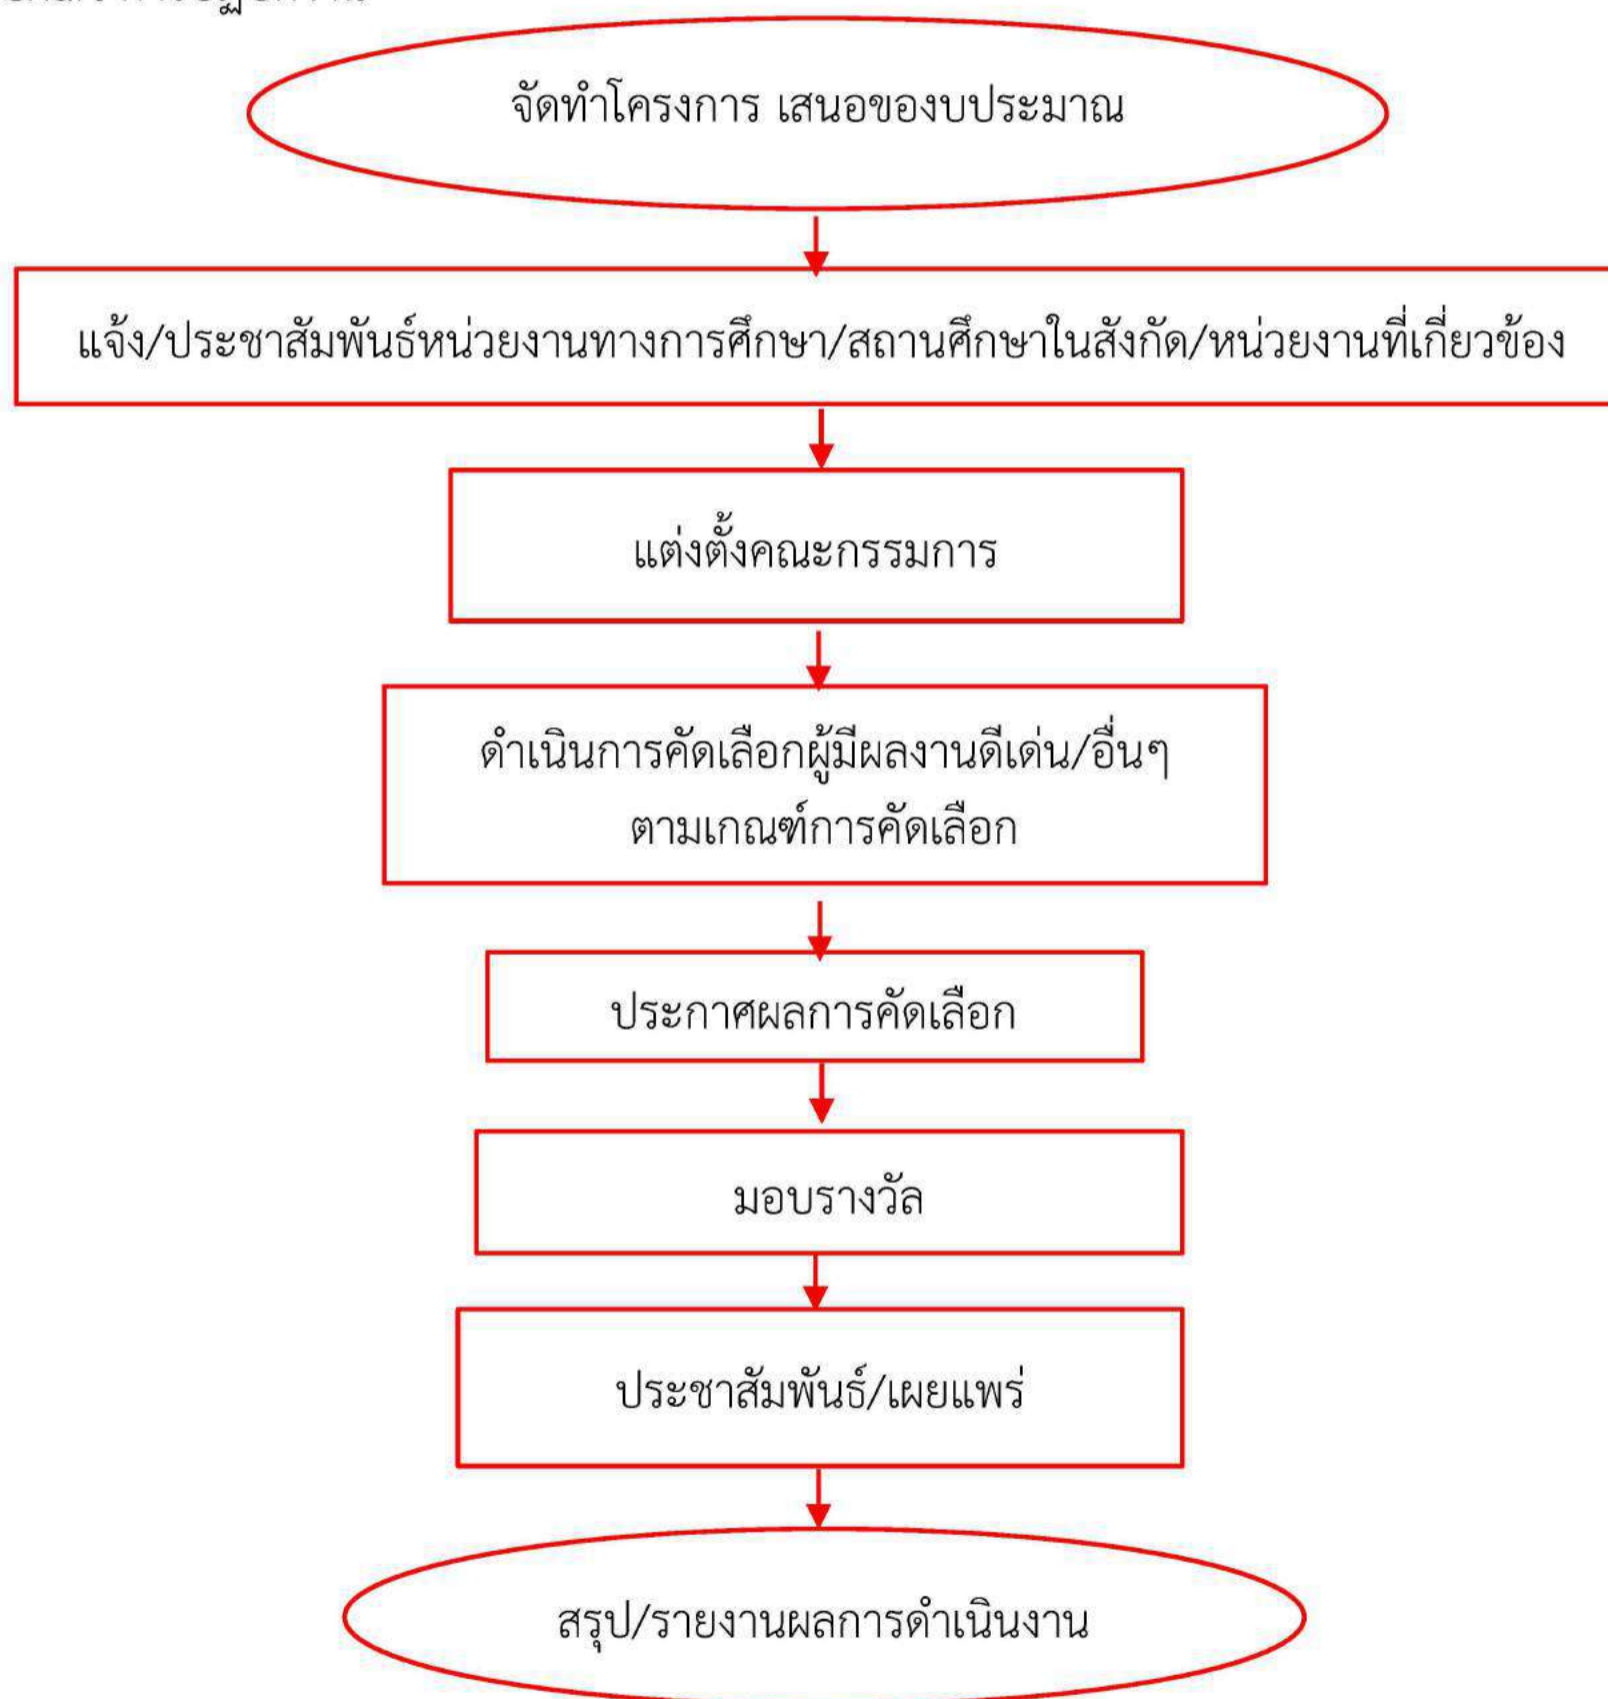 จัดทำโครงการ เสนอของบประมาณ
แจ้ง/ประชาสัมพันธ์หน่วยงานทางการศึกษา/สถานศึกษาในสังกัด/หน่วยงานที่เกี่ยวข้อง
แต่งตั้งคณะกรรมการ
ดำเนินการคัดเลือกผู้มีผลงานดีเด่น/อื่นๆ
ตามเกณฑ์การคัดเลือก
ประกาศผลการคัดเลือก
มอบรางวัล
ประชาสัมพันธ์/เผยแพร่
สรุป/รายงานผลการดำเนินงาน